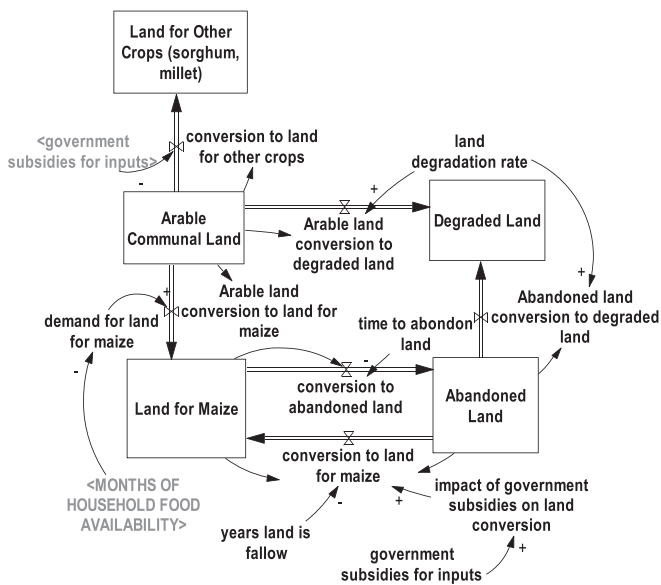 Land for Other
Crops (sorghum,
millet)
<government
subsidies for inputs>
-
conversion to land
for other crops
land
degradation rate
+
Arable
Communal Land
Degraded Land
Arable land
conversion to
degraded land
+
Arable land
conversion to land for
maize
+
demand for land
for maize
-
time to abondon
land
-
Abandoned land
conversion to degraded
land
+
Land for Maize
conversion to
abandoned land
Abandoned
Land
conversion to land
for maize
<MONTHS OF
HOUSEHOLD FOOD
AVAILABILITY>
-
+
impact of government
subsidies on land
conversion
years land is
fallow
+
government
subsidies for inputs